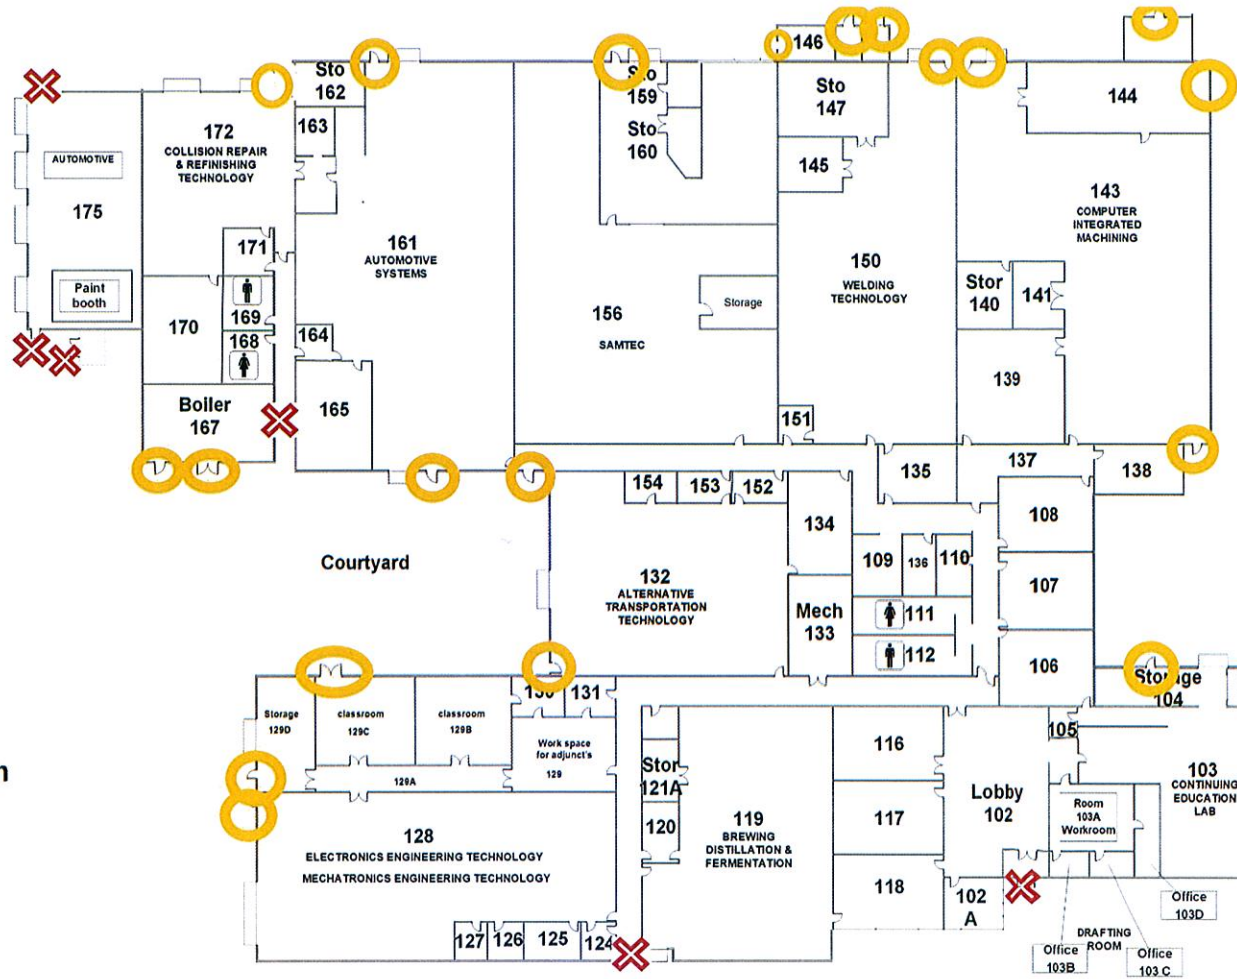 146
Sto
162
Sto
159
Sto
147
144
163
172
COLLISION REPAIR
& REFINISHING
TECHNOLOGY
Sto
160
AUTOMOTIVE
145
175
143
COMPUTER
INTEGRATED
MACHINING
171
161
AUTOMOTIVE
SYSTEMS
150
WELDING
TECHNOLOGY
Paint
booth
169
Stor
140
141
Storage
156
SAMTEC
170
168
164
139
Boiler
167
165
151
135
137
138
154
153
152
134
108
Courtyard
109
136
110
132
ALTERNATIVE
TRANSPORTATION
TECHNOLOGY
107
Mech
133
111
112
106
Storage
104
130
131
Storage
129D
classroom
129C
classroom
129B
105
116
Work space
for adjunct's
129
Stor
121A
103
CONTINUING
EDUCATION
LAB
129A
Lobby
102
Room
103A
Workroom
n
117
120
119
BREWING
DISTILLATION &
FERMENTATION
128
ELECTRONICS ENGINEERING TECHNOLOGY
MECHATRONICS ENGINEERING TECHNOLOGY
118
102
A
Office
103D
127
126
125
124
DRAFTING
ROOM
Office
103B
Office
103 C